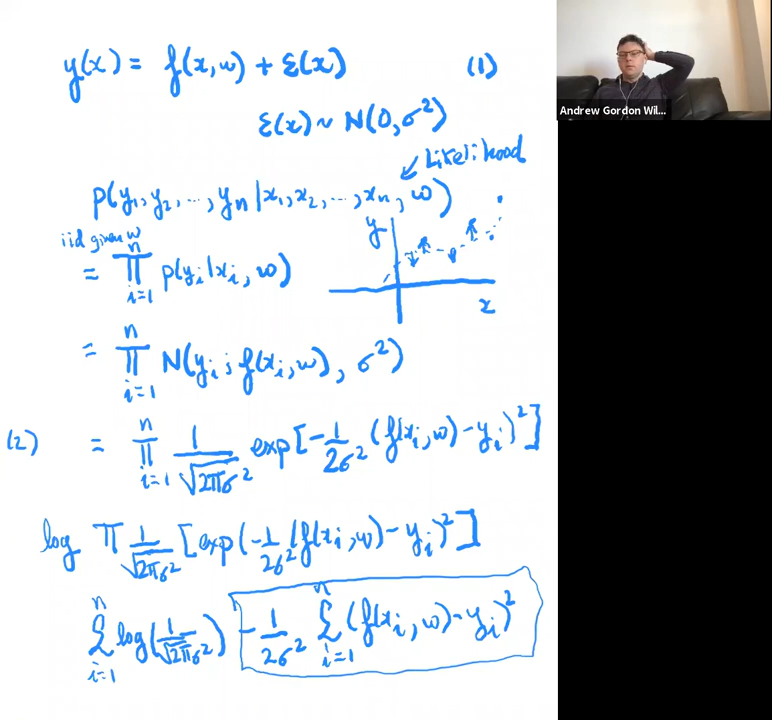 y(x) = f(x,w) + ε(x) (1)
ε(x) ~ N(0,σ²)
Likelihood
p(y₁,y₂,...,yₙ|x₁,x₂,...,xₙ,w)
iid given w
= ∏ᵢ₌₁ⁿ p(yᵢ|xᵢ,w)
y
x
= ∏ᵢ₌₁ⁿ N(yᵢ; f(xᵢ,w), σ²)
(2) = ∏ᵢ₌₁ⁿ 1/√(2πσ²) exp[-1/2σ² (f(xᵢ,w)-yᵢ)²]
log ∏ 1/√(2πσ²) [exp(-1/2σ² (f(xᵢ,w)-yᵢ)²]
∑ᵢ₌₁ⁿ log(1/√(2πσ²)) - 1/2σ² ∑ᵢ₌₁ⁿ (f(xᵢ,w)-yᵢ)²
Andrew Gordon Wil...